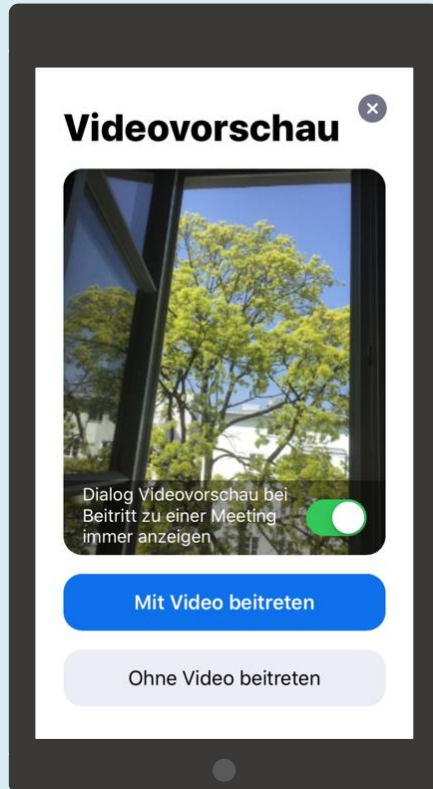 Videovorschau
Dialog Videovorschau bei
Beitritt zu einer Meeting
immer anzeigen
Mit Video beitreten
Ohne Video beitreten